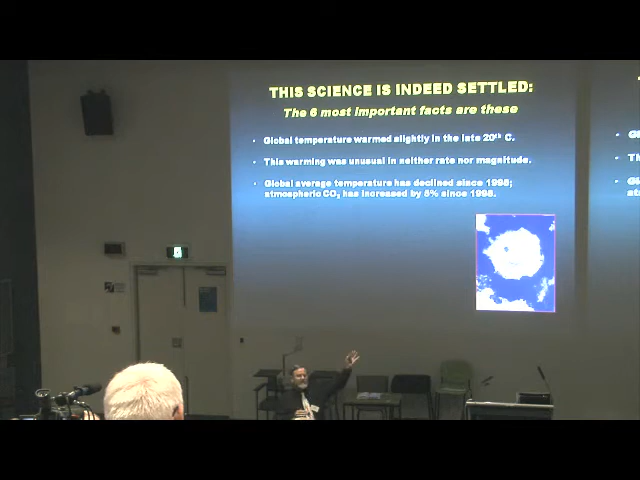 THIS SCIENCE IS INDEED SETTLED:
The 6 most important facts are these
• Global temperature warmed slightly in the late 20th C.
• This warming was unusual in neither rate nor magnitude.
• Global average temperature has declined since 1998;
atmospheric CO2 has increased by 5% since 1998.